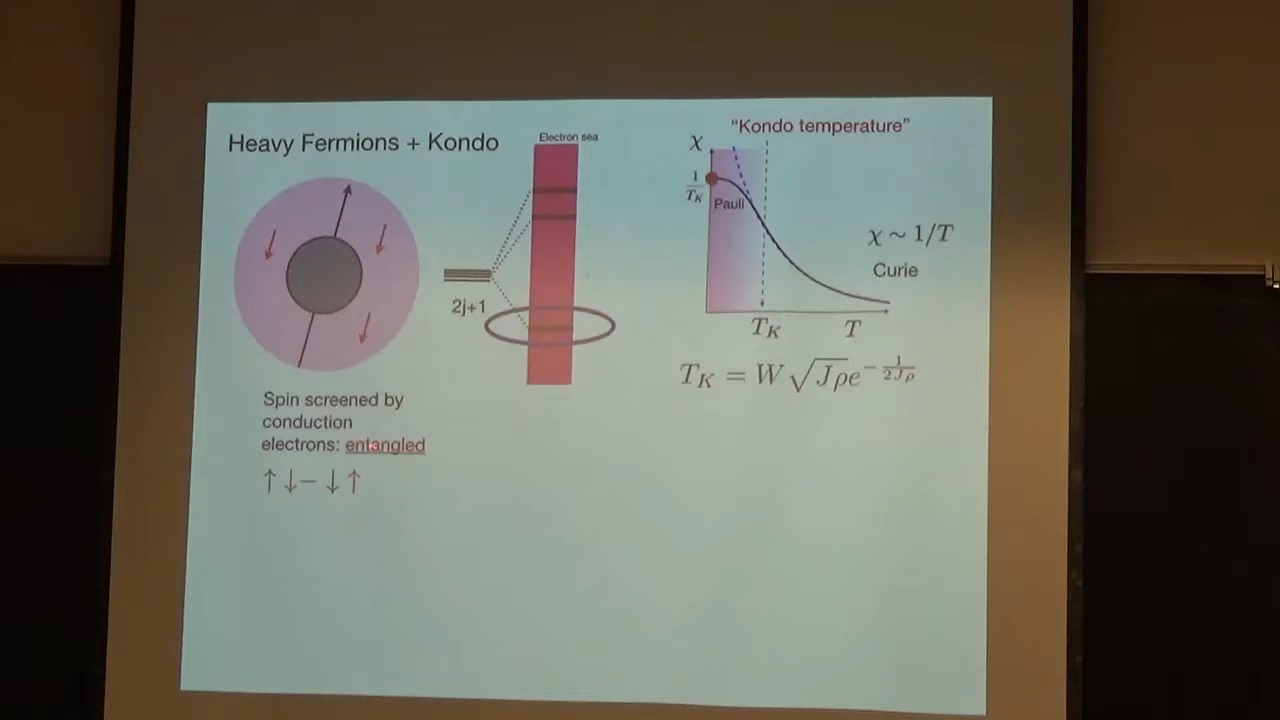 Heavy Fermions + Kondo
Electron sea
2j+1
Spin screened by
conduction
electrons: entangled
↑↓−↓↑
“Kondo temperature”
χ
1/T_K
Pauli
χ ~ 1/T
Curie
T_K
T
T_K = W√(Jρ)e^(−1/(2Jρ))